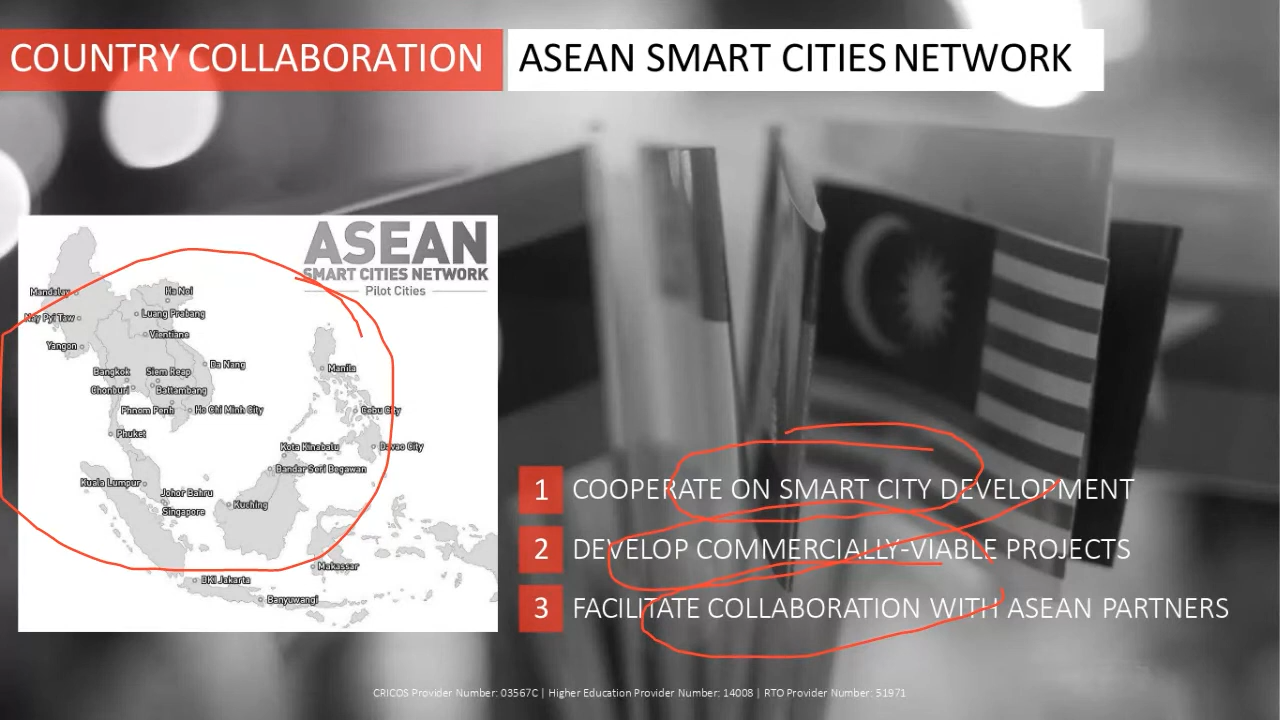 COUNTRY COLLABORATION
ASEAN SMART CITIES NETWORK
ASEAN
SMART CITIES NETWORK
Pilot Cities
Mandalay
Ha Noi
Nay Pyi Taw
Luang Prabang
Yangon
Vientiane
Da Nang
Bangkok
Siem Reap
Manila
Chonburi
Battambang
Phnom Penh
Ho Chi Minh City
Cebu City
Phuket
Kota Kinabalu
Davao City
Bandar Seri Begawan
Kuala Lumpur
Johor Bahru
Kuching
Singapore
Makassar
DKI Jakarta
Banyuwangi
1 COOPERATE ON SMART CITY DEVELOPMENT
2 DEVELOP COMMERCIALLY-VIABLE PROJECTS
3 FACILITATE COLLABORATION WITH ASEAN PARTNERS
CRICOS Provider Number: 03567C | Higher Education Provider Number: 14008 | RTO Provider Number: 51971